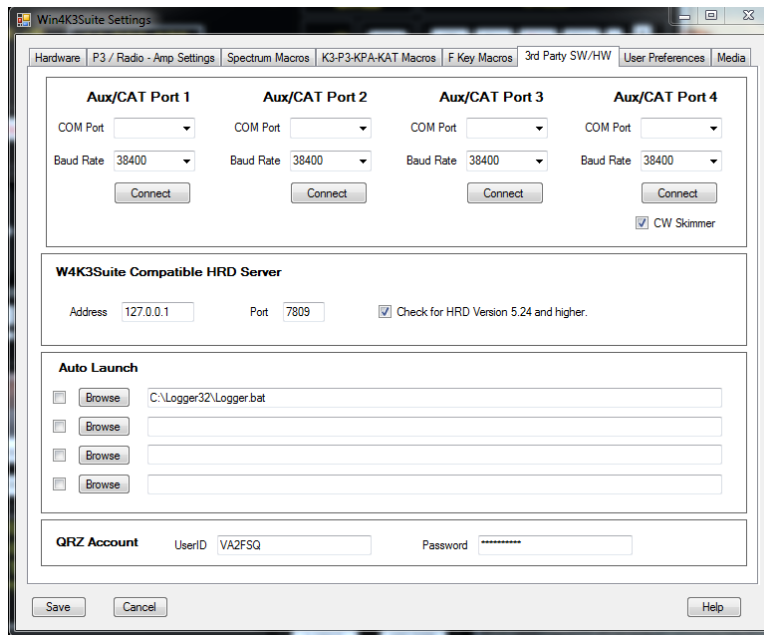 Win4K3Suite Settings
Hardware P3 / Radio - Amp Settings Spectrum Macros K3-P3-KPA-KAT Macros F Key Macros 3rd Party SW/HW User Preferences Media
Aux/CAT Port 1 Aux/CAT Port 2 Aux/CAT Port 3 Aux/CAT Port 4
COM Port COM Port COM Port COM Port
Baud Rate 38400 Baud Rate 38400 Baud Rate 38400 Baud Rate 38400
Connect Connect Connect Connect
CW Skimmer
W4K3Suite Compatible HRD Server
Address 127.0.0.1 Port 7809 Check for HRD Version 5.24 and higher.
Auto Launch
Browse C:\Logger32\Logger.bat
Browse
Browse
Browse
QRZ Account UserID VA2FSQ Password **********
Save Cancel Help